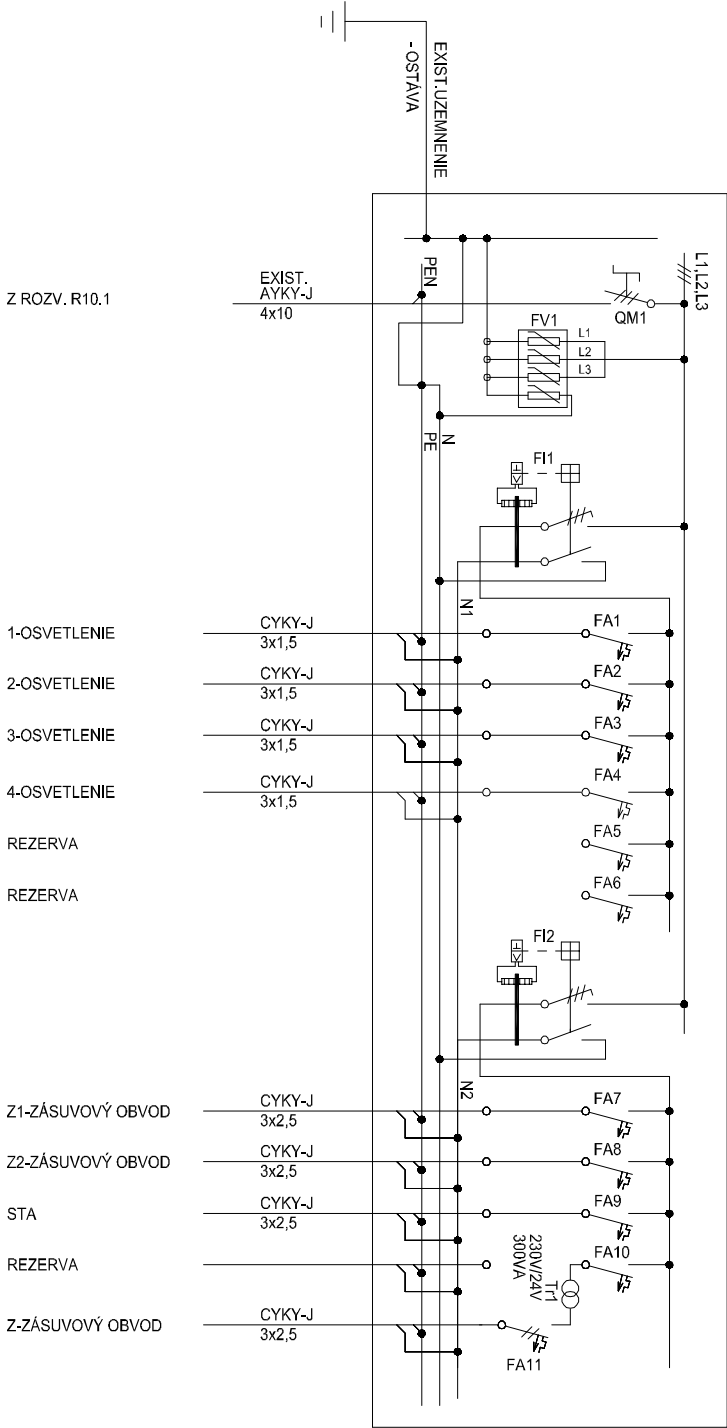 EXIST.UZEMNENIE
- OSTÁVA
L1,L2,L3
PEN
Z ROZV. R10.1
EXIST.
AYKY-J
4x10
QM1
FV1
L1
L2
L3
N
PE
FI1
N1
1-OSVETLENIE
CYKY-J
3x1,5
FA1
2-OSVETLENIE
CYKY-J
3x1,5
FA2
3-OSVETLENIE
CYKY-J
3x1,5
FA3
4-OSVETLENIE
CYKY-J
3x1,5
FA4
REZERVA
FA5
REZERVA
FA6
FI2
N2
Z1-ZÁSUVOVÝ OBVOD
CYKY-J
3x2,5
FA7
Z2-ZÁSUVOVÝ OBVOD
CYKY-J
3x2,5
FA8
STA
CYKY-J
3x2,5
FA9
REZERVA
FA10
Tr1
230V/24V
300VA
Z-ZÁSUVOVÝ OBVOD
CYKY-J
3x2,5
FA11